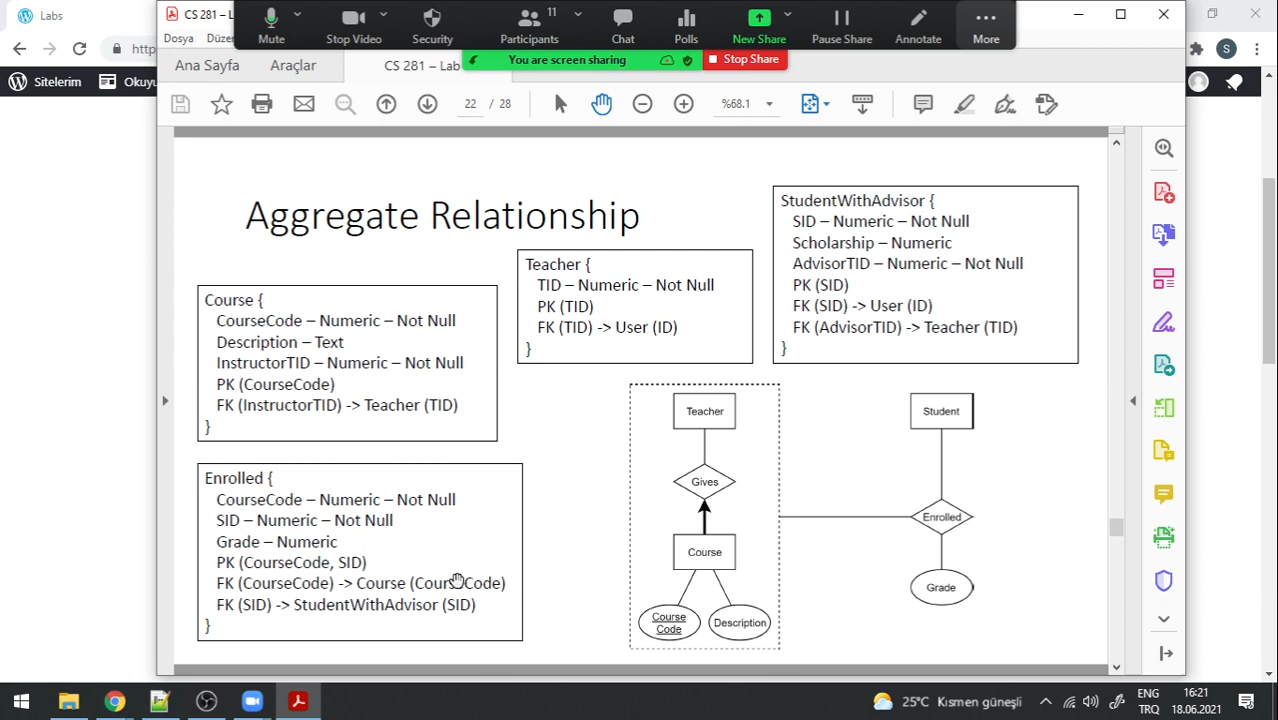 Labs
CS 281 – L
11
Mute
Stop Video
Security
Participants
Chat
Polls
New Share
Pause Share
Annotate
More
Dosya
Düzen
You are screen sharing
Stop Share
http
S
Ana Sayfa
Araçlar
CS 281 – Lab
Sitelerim
Okuyu
22 / 28
%68.1
Aggregate Relationship
StudentWithAdvisor {
SID – Numeric – Not Null
Scholarship – Numeric
AdvisorTID – Numeric – Not Null
PK (SID)
FK (SID) -> User (ID)
FK (AdvisorTID) -> Teacher (TID)
}
Teacher {
TID – Numeric – Not Null
PK (TID)
FK (TID) -> User (ID)
}
Course {
CourseCode – Numeric – Not Null
Description – Text
InstructorTID – Numeric – Not Null
PK (CourseCode)
FK (InstructorTID) -> Teacher (TID)
}
Enrolled {
CourseCode – Numeric – Not Null
SID – Numeric – Not Null
Grade – Numeric
PK (CourseCode, SID)
FK (CourseCode) -> Course (CourseCode)
FK (SID) -> StudentWithAdvisor (SID)
}
Teacher
Gives
Course
Course
Code
Description
Student
Enrolled
Grade
25°C Kısmen güneşli
ENG
TRQ
16:21
18.06.2021